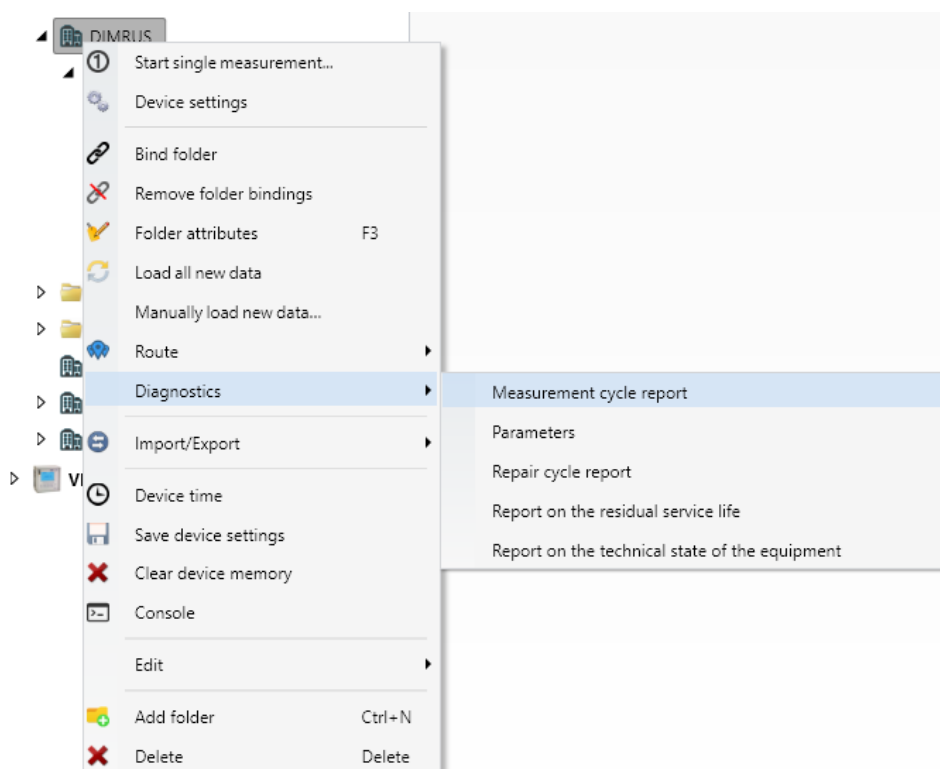 DIMRUS
Start single measurement...
Device settings
Bind folder
Remove folder bindings
Folder attributes F3
Load all new data
Manually load new data...
Route
Diagnostics
Measurement cycle report
Parameters
Repair cycle report
Report on the residual service life
Report on the technical state of the equipment
Import/Export
Device time
Save device settings
Clear device memory
Console
Edit
Add folder Ctrl+N
Delete Delete